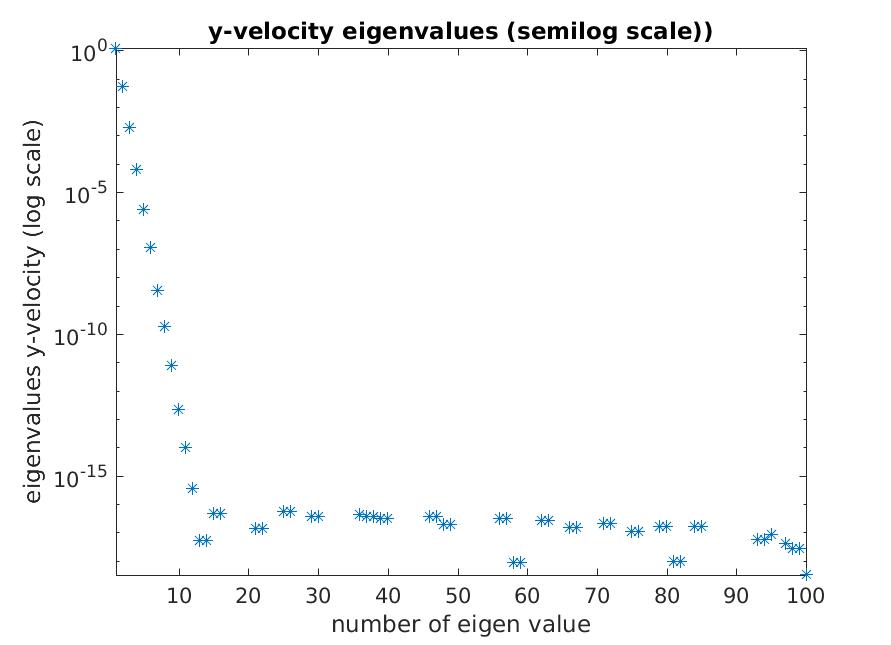 y-velocity eigenvalues (semilog scale))
eigenvalues y-velocity (log scale)
10^0
10^-5
10^-10
10^-15
10 20 30 40 50 60 70 80 90 100
number of eigen value